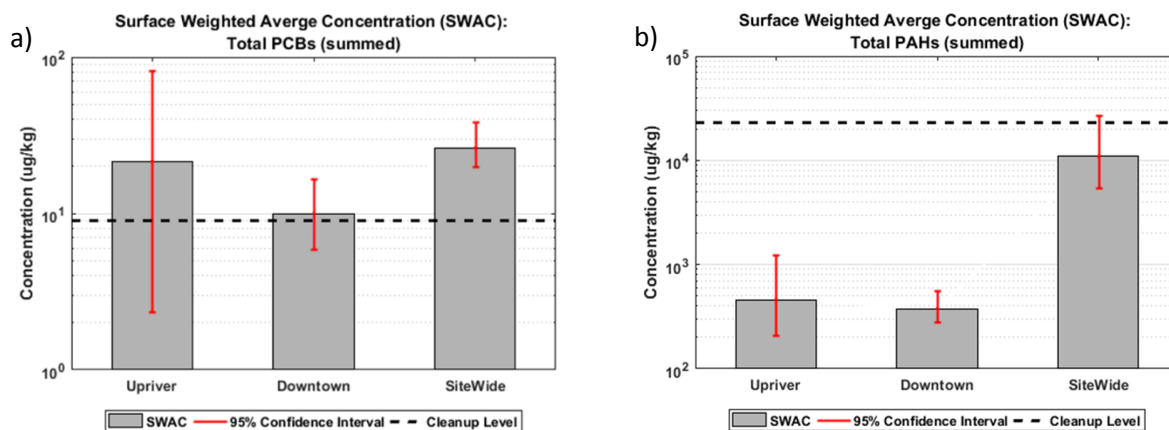 a)
Surface Weighted Averge Concentration (SWAC):
Total PCBs (summed)
Concentration (ug/kg)
10^2
10^1
10^0
Upriver Downtown SiteWide
SWAC 95% Confidence Interval Cleanup Level
b)
Surface Weighted Averge Concentration (SWAC):
Total PAHs (summed)
Concentration (ug/kg)
10^5
10^4
10^3
10^2
Upriver Downtown SiteWide
SWAC 95% Confidence Interval Cleanup Level